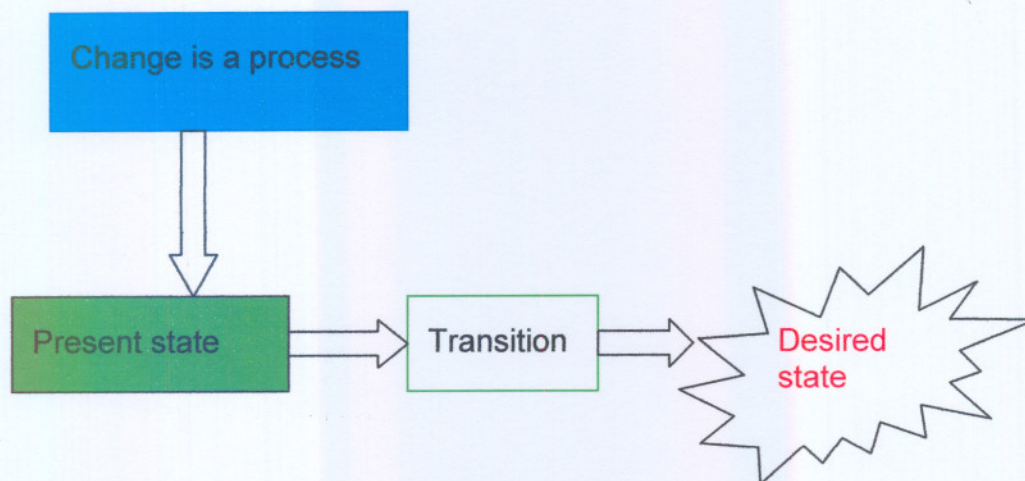 Change is a process
Present state
Transition
Desired
state